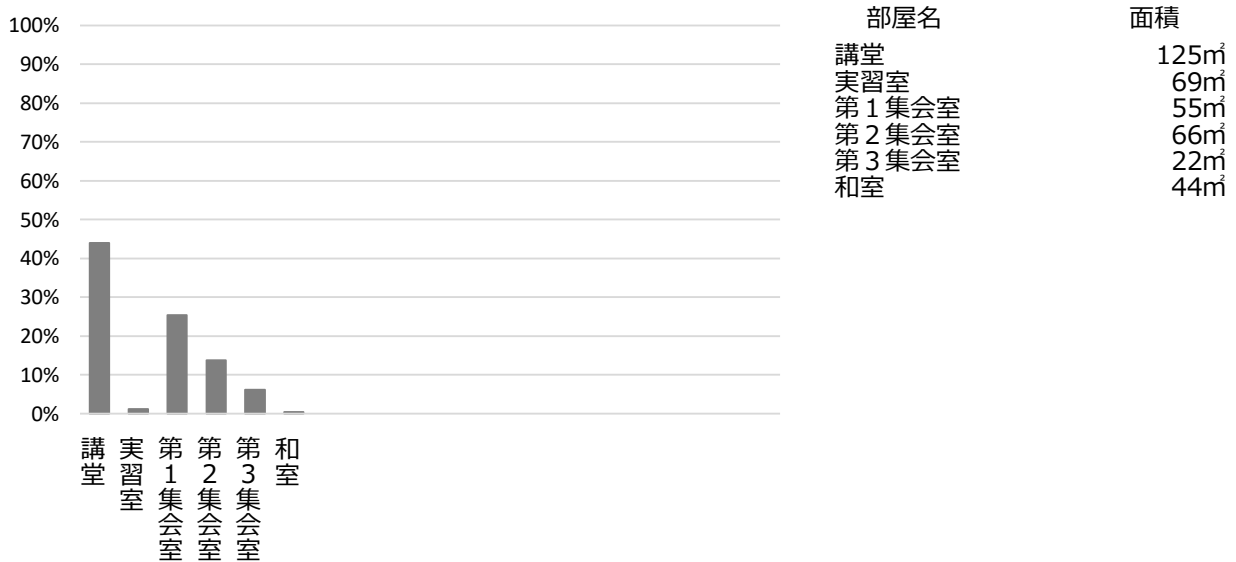 100%
90%
80%
70%
60%
50%
40%
30%
20%
10%
0%
講堂
実習室
第1集会室
第2集会室
第3集会室
和室
部屋名 面積
講堂 125㎡
実習室 69㎡
第1集会室 55㎡
第2集会室 66㎡
第3集会室 22㎡
和室 44㎡